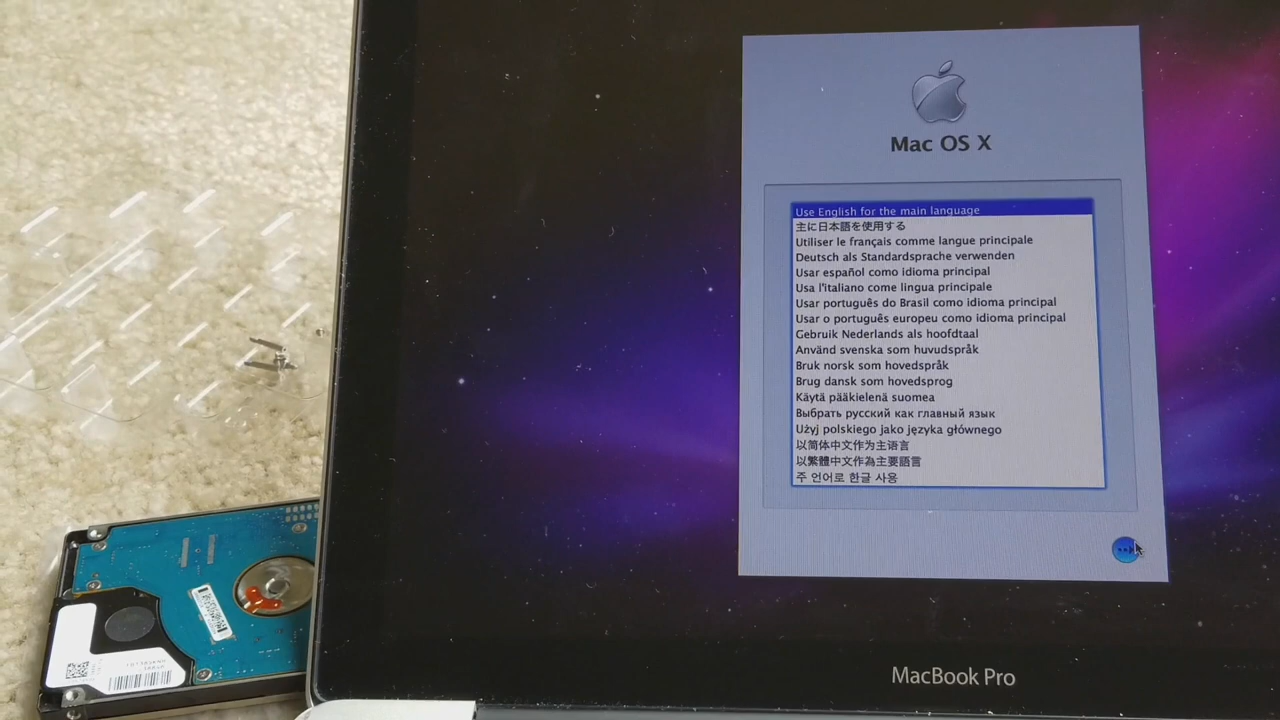 Mac OS X
Use English for the main language
主に日本語を使用する
Utiliser le français comme langue principale
Deutsch als Standardsprache verwenden
Usar español como idioma principal
Usa l'italiano come lingua principale
Usar português do Brasil como idioma principal
Usar o português europeu como idioma principal
Gebruik Nederlands als hoofdtaal
Använd svenska som huvudspråk
Bruk norsk som hovedspråk
Brug dansk som hovedsprog
Käytä pääkielenä suomea
Выбрать русский как главный язык
Użyj polskiego jako języka głównego
以简体中文作为主语言
以繁體中文作為主要語言
주 언어로 한글 사용
MacBook Pro